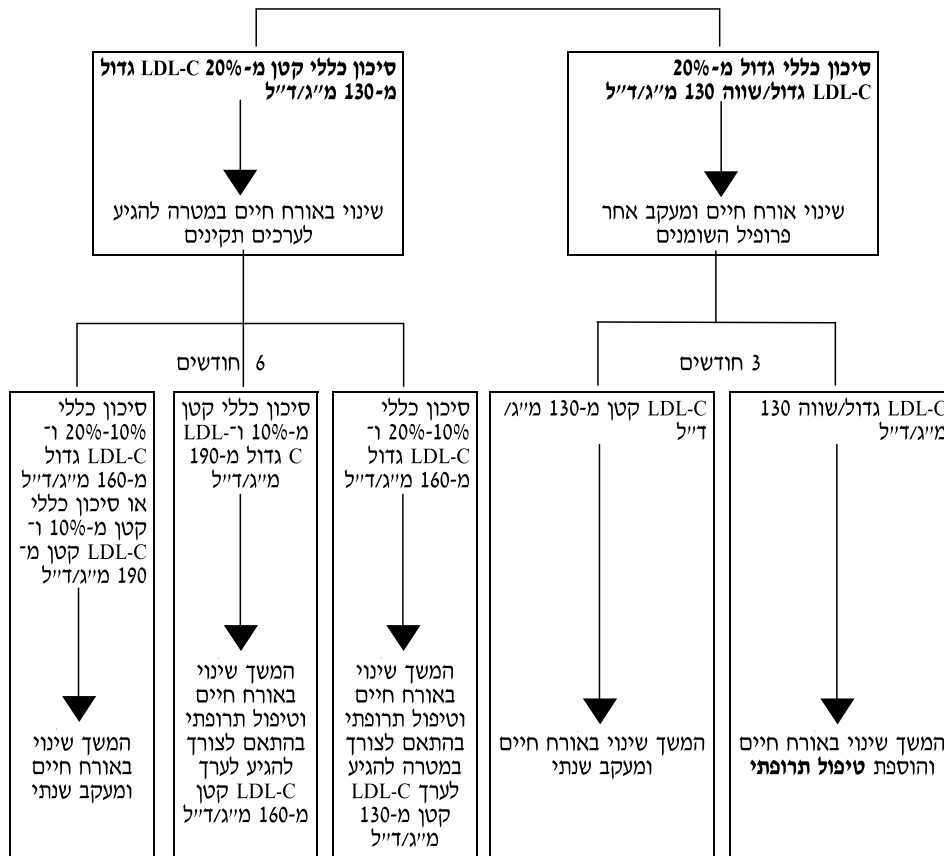 סיכון כללי גדול מ-20%
LDL-C גדול/שווה 130 מ״ג/ד״ל
שינוי אורח חיים ומעקב אחר
פרופיל השומנים
סיכון כללי קטן מ-20% LDL-C גדול
מ-130 מ״ג/ד״ל
שינוי באורח חיים במטרה להגיע
לערכים תקינים
3 חודשים
6 חודשים
LDL-C גדול/שווה 130
מ״ג/ד״ל
המשך שינוי באורח חיים
והוספת טיפול תרופתי
LDL-C קטן מ-130 מ״ג/
ד״ל
המשך שינוי באורח חיים
ומעקב שנתי
סיכון כללי
10%-20% ו־
LDL-C גדול
מ-160 מ״ג/ד״ל
המשך שינוי
באורח חיים
וטיפול תרופתי
בהתאם לצורך
במטרה להגיע
לערך LDL-C
קטן מ-130
מ״ג/ד״ל
סיכון כללי קטן
מ-10% ו־LDL-
C גדול מ-190
מ״ג/ד״ל
המשך שינוי
באורח חיים
וטיפול תרופתי
בהתאם לצורך
להגיע לערך
LDL-C קטן
מ-160 מ״ג/ד״ל
סיכון כללי
10%-20% ו־
LDL-C גדול
מ-160 מ״ג/ד״ל
או סיכון כללי
קטן מ-10% ו־
LDL-C קטן מ־
190 מ״ג/ד״ל
המשך שינוי
באורח חיים
ומעקב שנתי